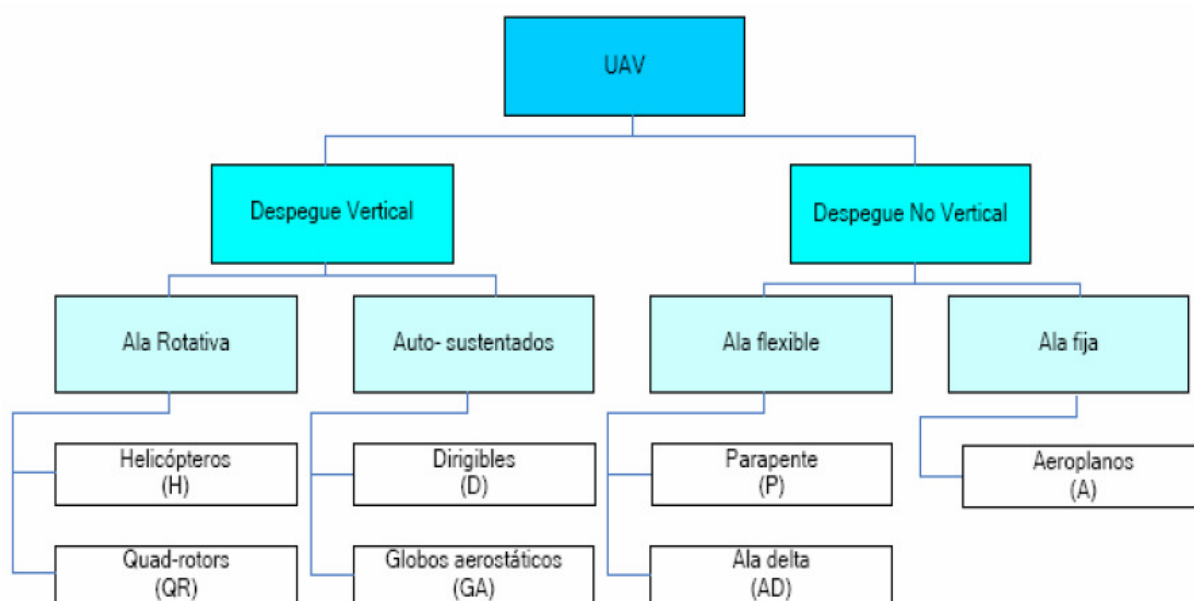 UAV
Despegue Vertical
Despegue No Vertical
Ala Rotativa
Auto- sustentados
Ala flexible
Ala fija
Helicópteros
(H)
Dirigibles
(D)
Parapente
(P)
Aeroplanos
(A)
Quad-rotors
(QR)
Globos aerostáticos
(GA)
Ala delta
(AD)